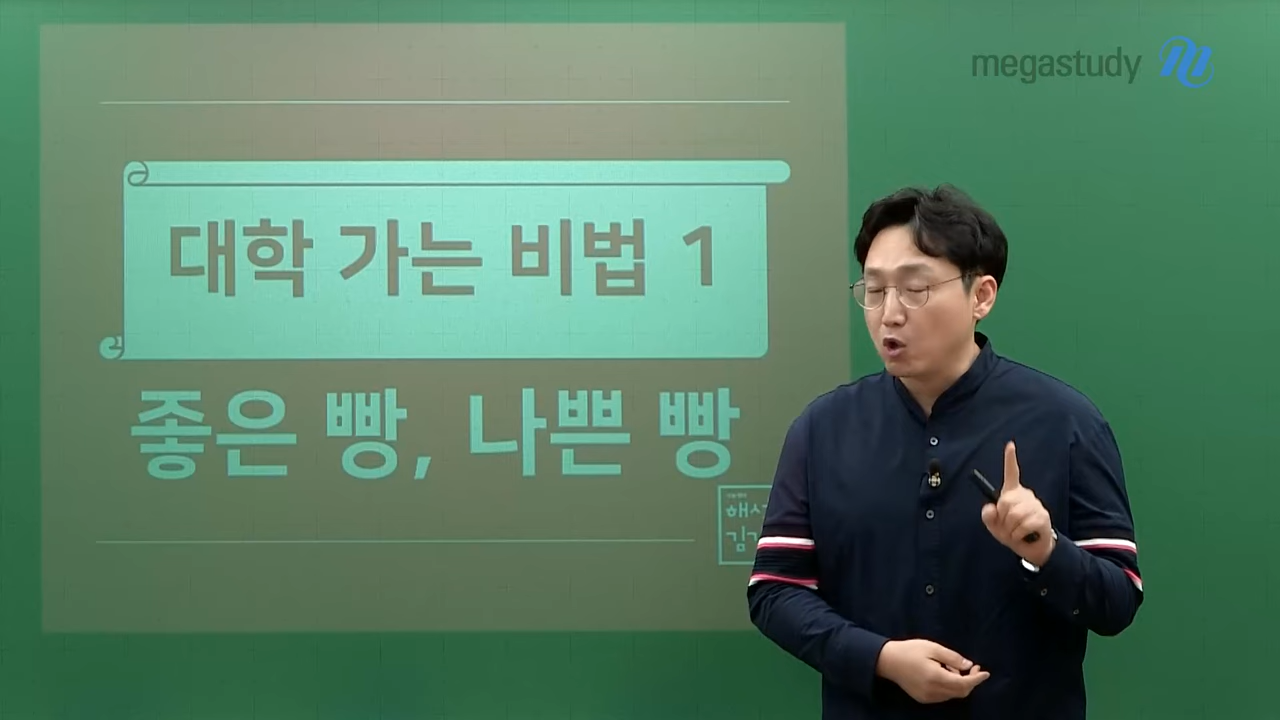 megastudy
대학 가는 비법 1
좋은 빵, 나쁜 빵